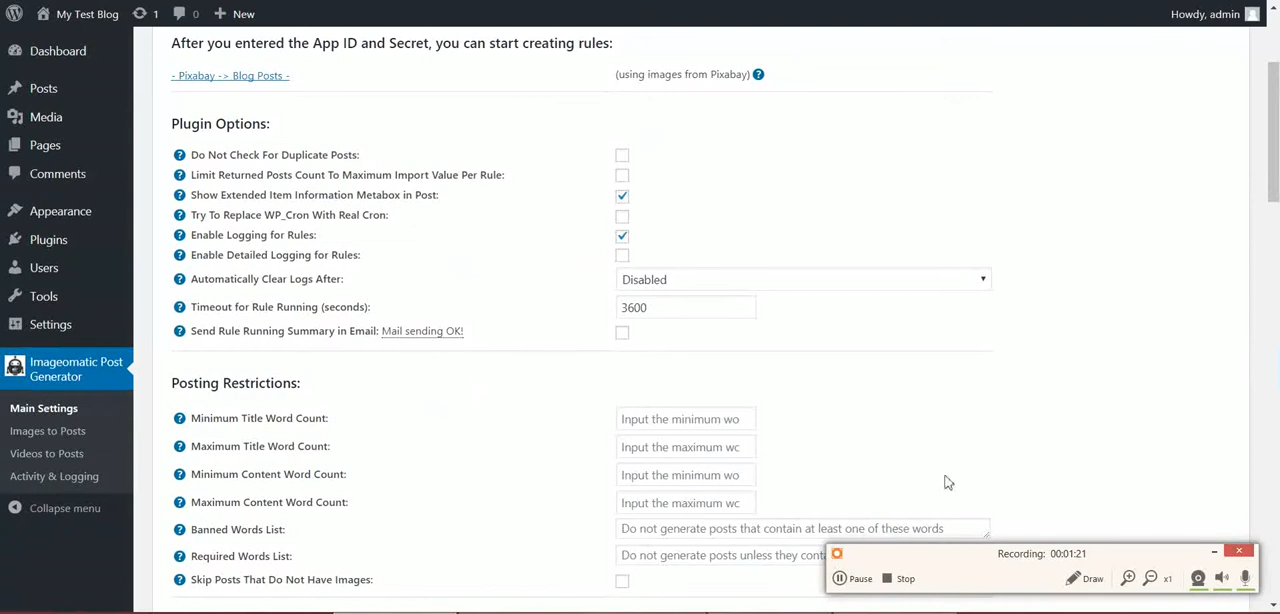 My Test Blog 1 0 New Howdy, admin
Dashboard
Posts
Media
Pages
Comments
Appearance
Plugins
Users
Tools
Settings
Imageomatic Post
Generator
Main Settings
Images to Posts
Videos to Posts
Activity & Logging
Collapse menu
After you entered the App ID and Secret, you can start creating rules:
- Pixabay -> Blog Posts - (using images from Pixabay) ?
Plugin Options:
? Do Not Check For Duplicate Posts:
? Limit Returned Posts Count To Maximum Import Value Per Rule:
? Show Extended Item Information Metabox in Post:
? Try To Replace WP_Cron With Real Cron:
? Enable Logging for Rules:
? Enable Detailed Logging for Rules:
? Automatically Clear Logs After: Disabled
? Timeout for Rule Running (seconds): 3600
? Send Rule Running Summary in Email: Mail sending OK!
Posting Restrictions:
? Minimum Title Word Count: Input the minimum wo
? Maximum Title Word Count: Input the maximum wc
? Minimum Content Word Count: Input the minimum wo
? Maximum Content Word Count: Input the maximum wc
? Banned Words List: Do not generate posts that contain at least one of these words
? Required Words List: Do not generate posts unless they conta
? Skip Posts That Do Not Have Images:
Recording: 00:01:21
Pause Stop Draw x1